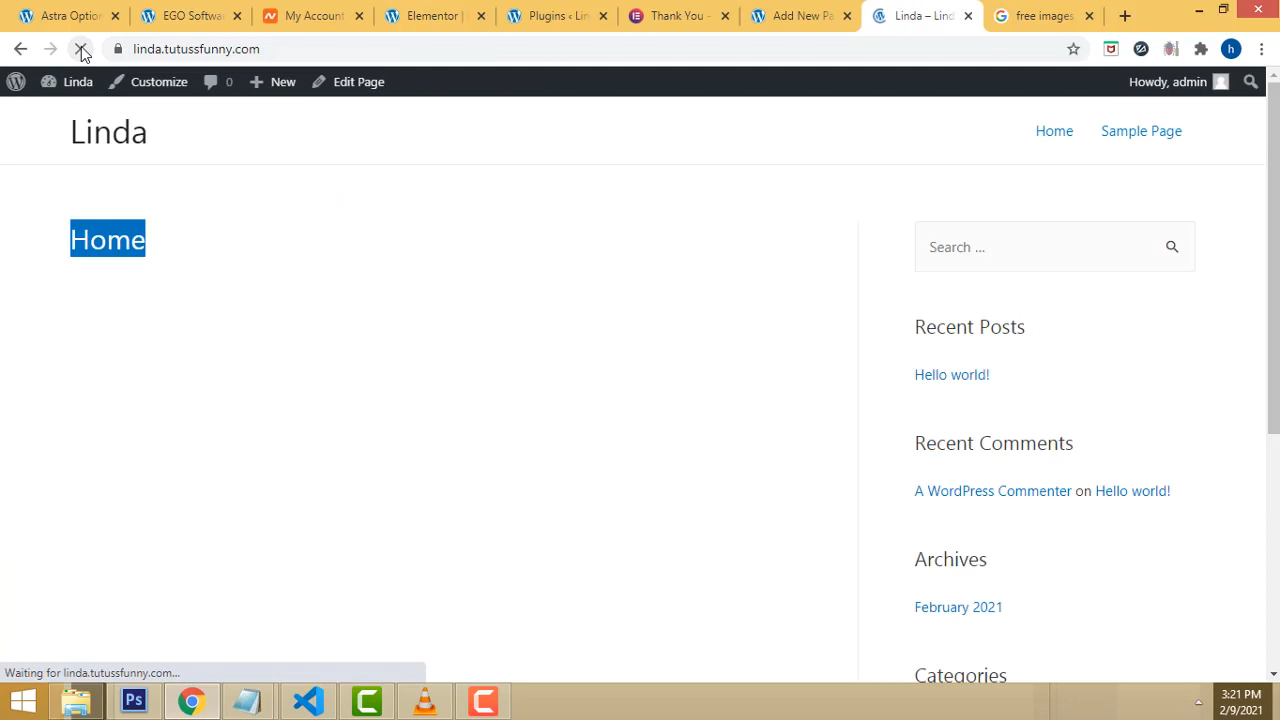 Astra Option
EGO Softwa
My Account
Elementor |
Plugins ‹ Lin
Thank You -
Add New Pa
Linda – Lind
free images
linda.tutussfunny.com
h
Linda
Customize
0
New
Edit Page
Howdy, admin
Linda
Home
Sample Page
Home
Search ...
Recent Posts
Hello world!
Recent Comments
A WordPress Commenter on Hello world!
Archives
February 2021
Categories
Waiting for linda.tutussfunny.com...
Ps
3:21 PM
2/9/2021